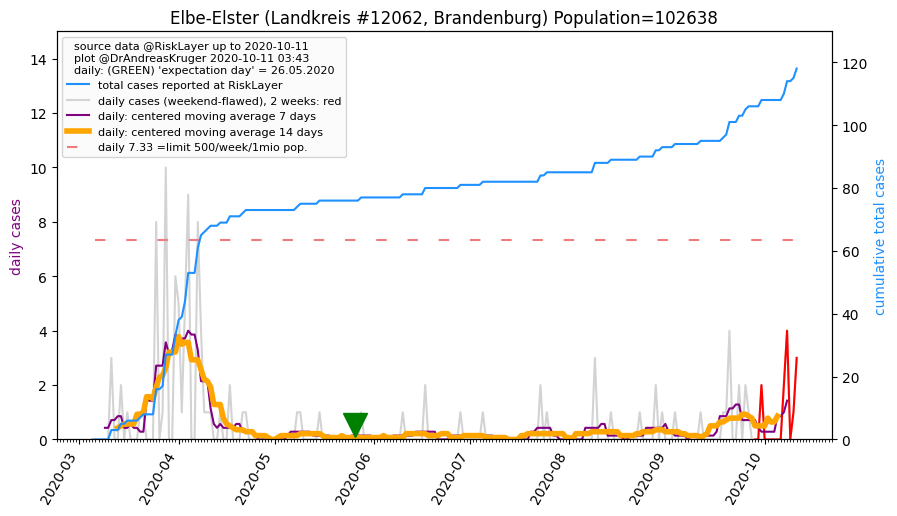 Elbe-Elster (Landkreis #12062, Brandenburg) Population=102638
source data @RiskLayer up to 2020-10-11
plot @DrAndreasKruger 2020-10-11 03:43
daily: (GREEN) 'expectation day' = 26.05.2020
total cases reported at RiskLayer
daily cases (weekend-flawed), 2 weeks: red
daily: centered moving average 7 days
daily: centered moving average 14 days
daily 7.33 =limit 500/week/1mio pop.
daily cases
14
12
10
8
6
4
2
0
cumulative total cases
120
100
80
60
40
20
0
2020-03
2020-04
2020-05
2020-06
2020-07
2020-08
2020-09
2020-10